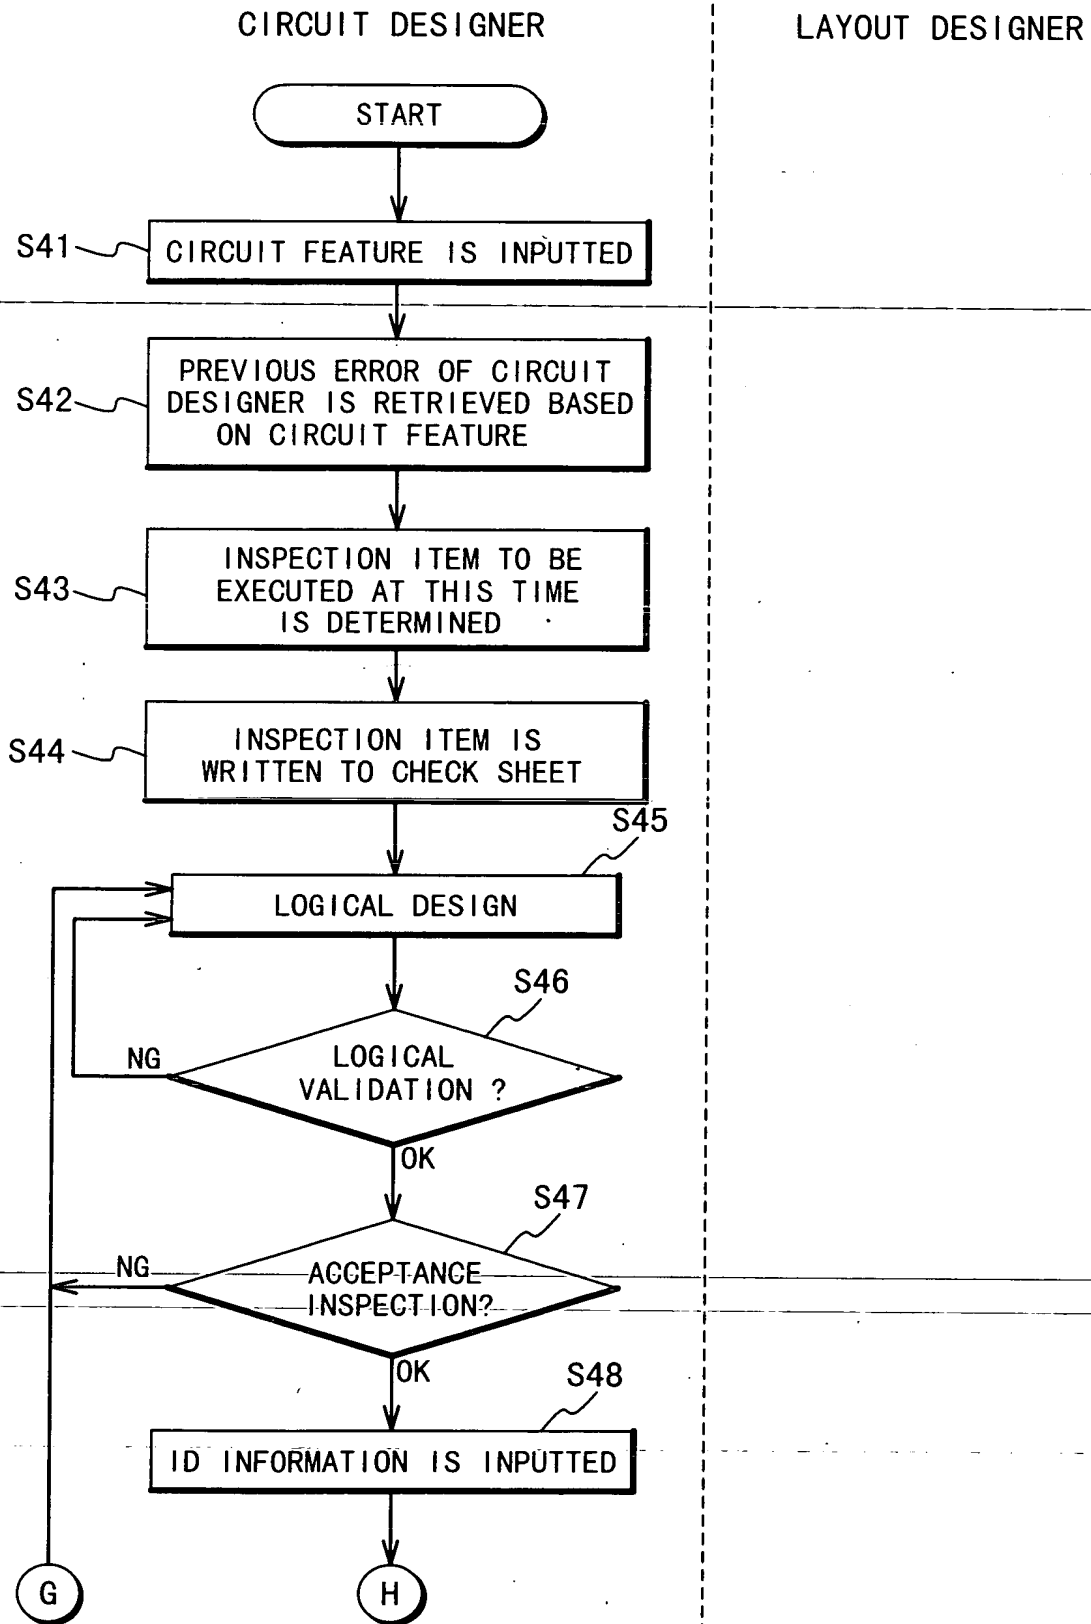 CIRCUIT DESIGNER
LAYOUT DESIGNER
START
S41
CIRCUIT FEATURE IS INPUTTED
S42
PREVIOUS ERROR OF CIRCUIT
DESIGNER IS RETRIEVED BASED
ON CIRCUIT FEATURE
S43
INSPECTION ITEM TO BE
EXECUTED AT THIS TIME
IS DETERMINED
S44
INSPECTION ITEM IS
WRITTEN TO CHECK SHEET
S45
LOGICAL DESIGN
S46
NG
LOGICAL
VALIDATION ?
OK
S47
NG
ACCEPTANCE
INSPECTION?
OK
S48
ID INFORMATION IS INPUTTED
G
H